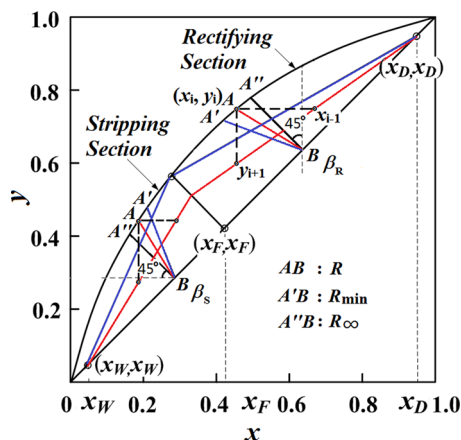 1.0
0.8
0.6
0.4
0.2
y
Rectifying
Section
(xD,xD)
A''
(xi, yi)A
xi-1
A'
45°
B
βR
yi+1
Stripping
Section
A'
A
A''
(xF,xF)
45°
B
βS
AB : R
A'B : Rmin
A''B : R∞
(xW,xW)
0 0.2 0.4 0.6 0.8 1.0
xW xF xD
x